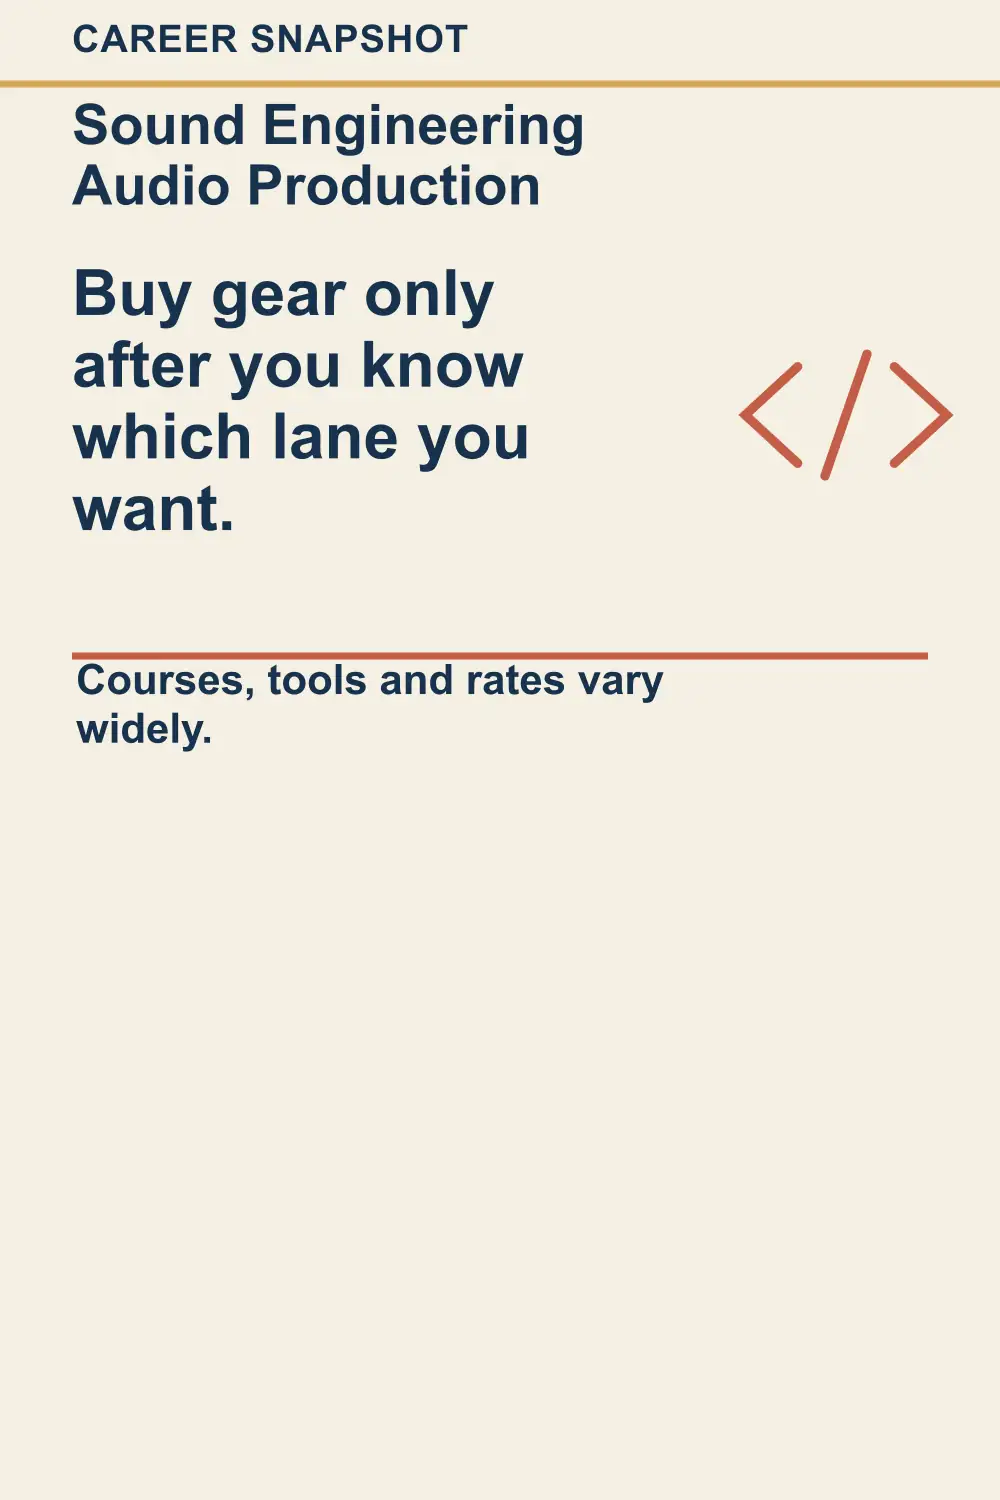 CAREER SNAPSHOT
Sound Engineering
Audio Production
Buy gear only
after you know
which lane you
want.
Courses, tools and rates vary
widely.